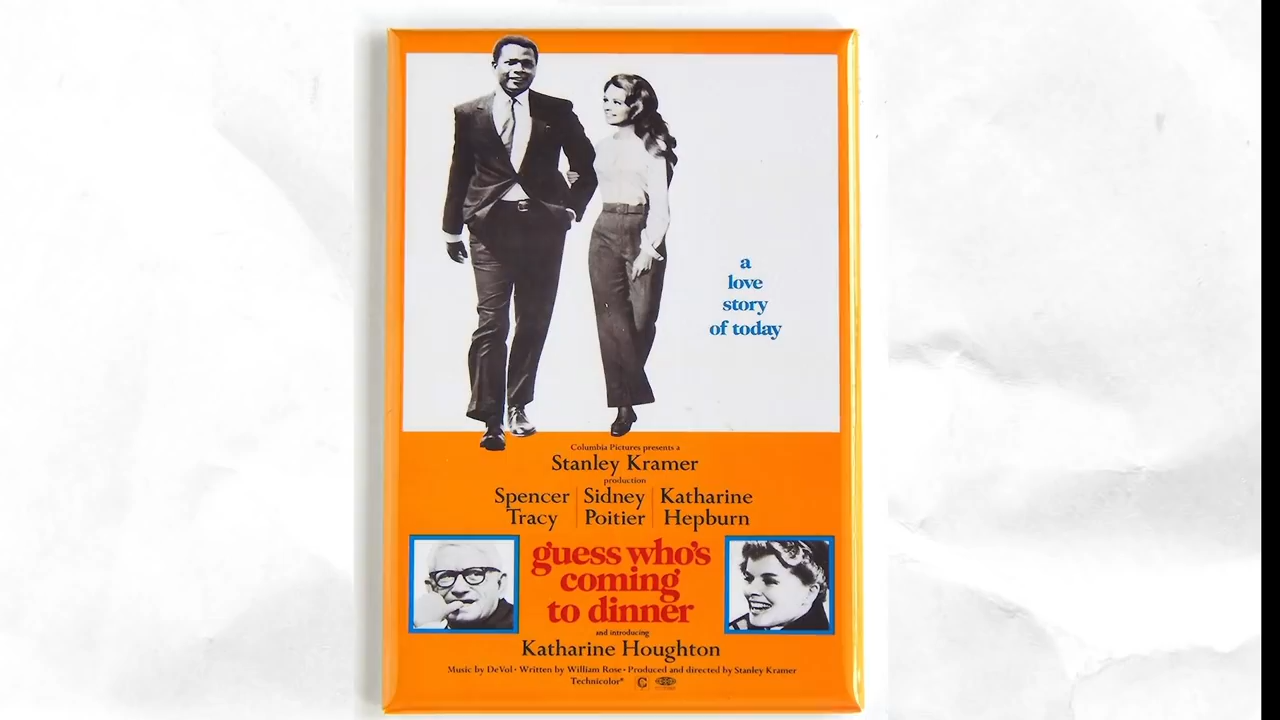 a
love
story
of today
Columbia Pictures presents a
Stanley Kramer
production
Spencer Tracy
Sidney Poitier
Katharine Hepburn
guess who's
coming
to dinner
and introducing
Katharine Houghton
Music by DeVol • Written by William Rose • Produced and directed by Stanley Kramer
Technicolor®